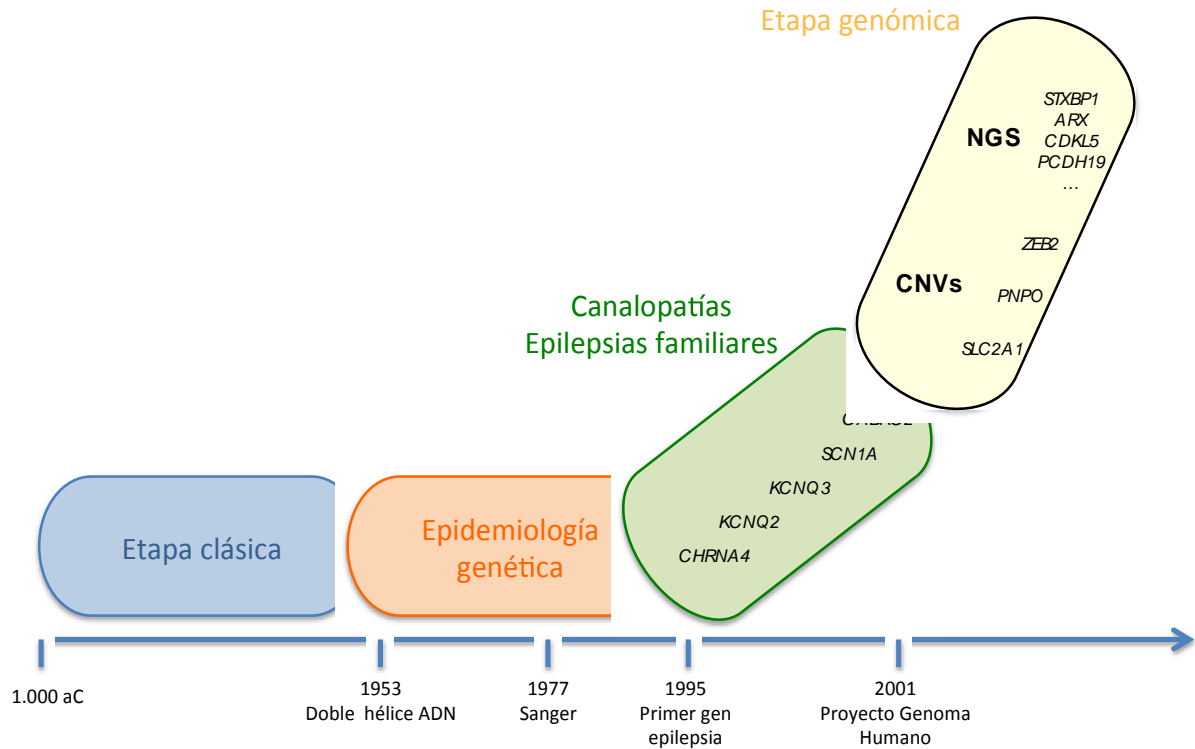 Etapa genómica
STXBP1
ARX
NGS
CDKL5
PCDH19
...
ZEB2
CNVs
PNPO
SLC2A1
Canalopatías
Epilepsias familiares
SCN1A
KCNQ3
KCNQ2
CHRNA4
Epidemiología
genética
Etapa clásica
1.000 aC
1953
Doble hélice ADN
1977
Sanger
1995
Primer gen
epilepsia
2001
Proyecto Genoma
Humano